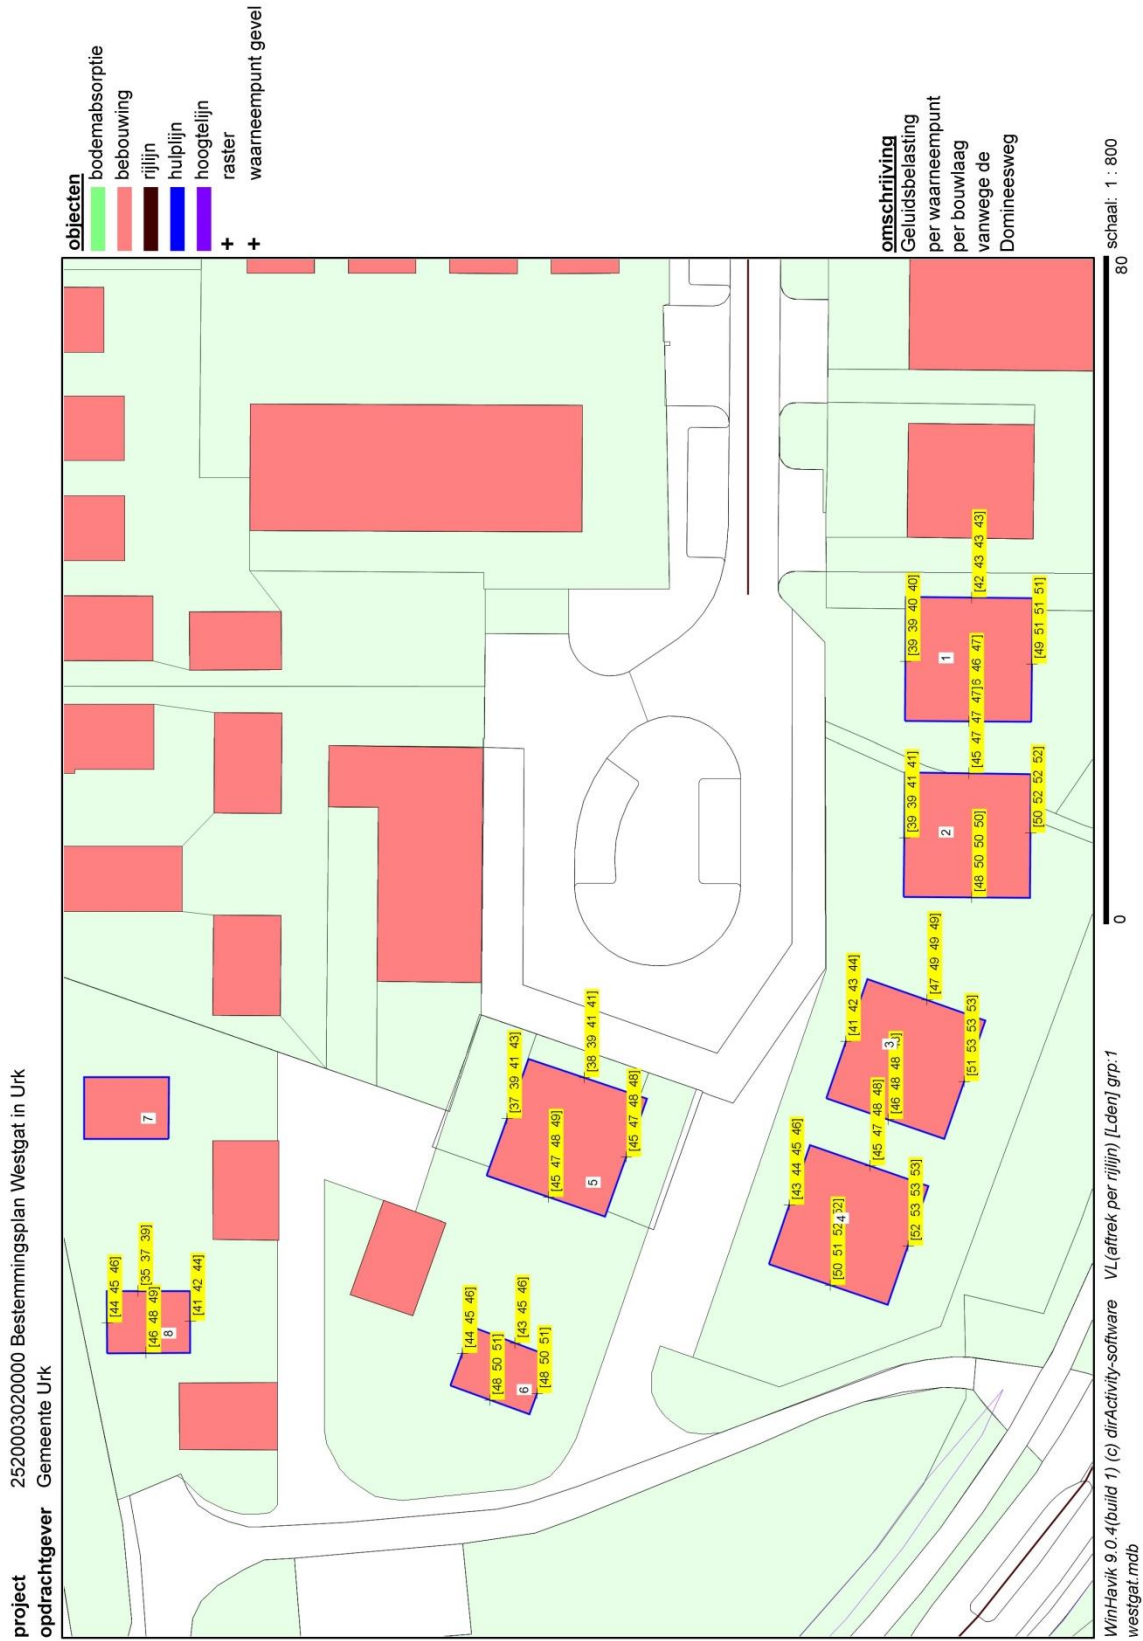 project 252000302​0000 Bestemmingsplan Westgat in Urk
opdrachtgever Gemeente Urk
objecten
bodemabsorptie
bebouwing
rijlijn
hulplijn
hoogtelijn
+ raster
+ waarneempunt gevel
omschrijving
Geluidsbelasting
per waarneempunt
per bouwlaag
vanwege de
Domineesweg
[44 45 46]
[35 37 39]
[46 48 49]
8
[41 42 44]
7
[44 45 46]
[43 45 46]
[48 50 51]
6
[48 50 51]
[37 39 41 43]
[38 39 41 41]
[45 47 48 49]
5
[45 47 48 48]
[43 44 45 46]
[45 47 48 48]
[50 51 52 52]
4
[52 53 53 53]
[41 42 43 44]
[47 49 49 49]
3
[46 48 48
[51 53 53 53]
[39 39 41 41]
2
[45 47 47 47]
[48 50 50 50]
[50 52 52 52]
[39 39 40 40]
1
[42 43 43 43]
6 46 47]
[49 51 51 51]
0
80
schaal: 1 : 800
WinHavik 9.0.4(build 1) (c) dirActivity-software VL(aftrek per rijlijn) [Lden] grp:1
westgat.mdb